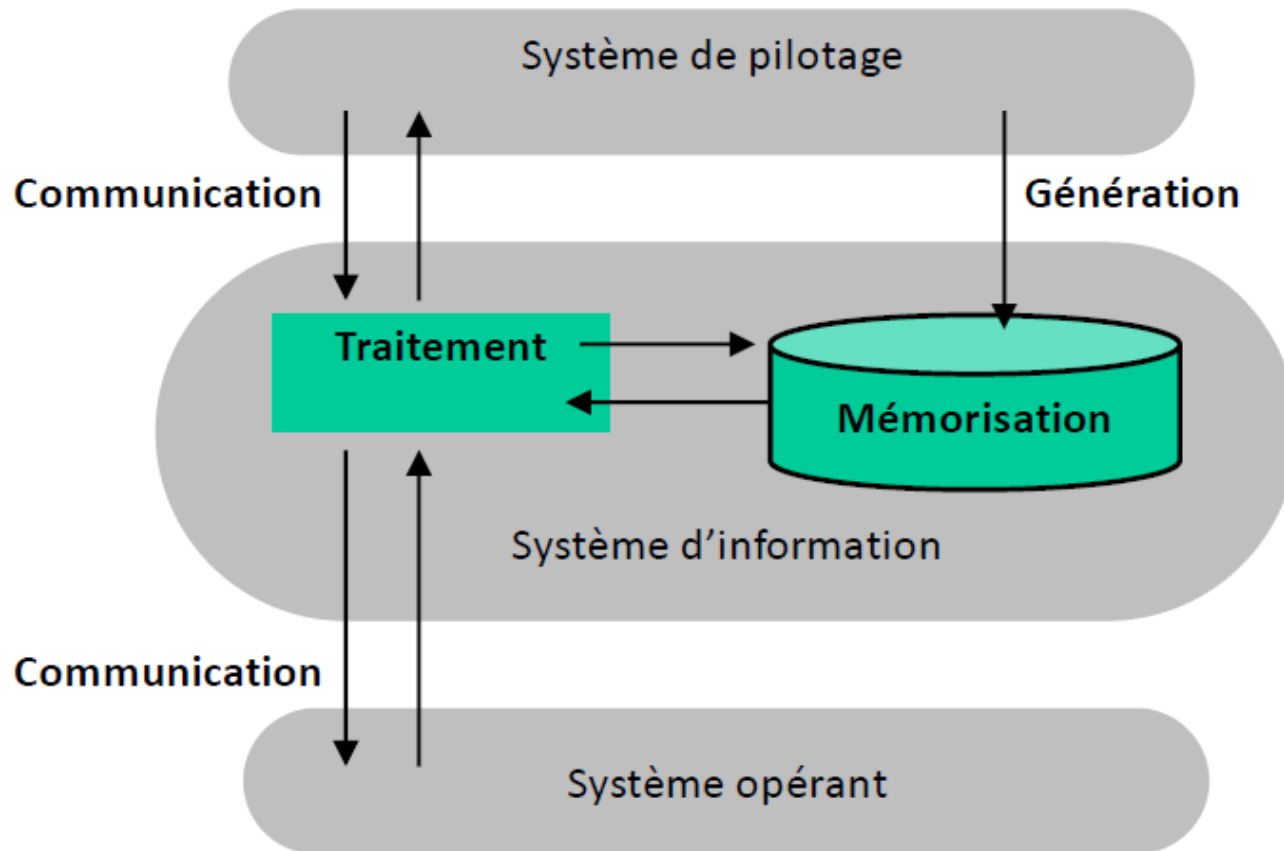 Système de pilotage
Communication
Génération
Traitement
Mémorisation
Système d’information
Communication
Système opérant